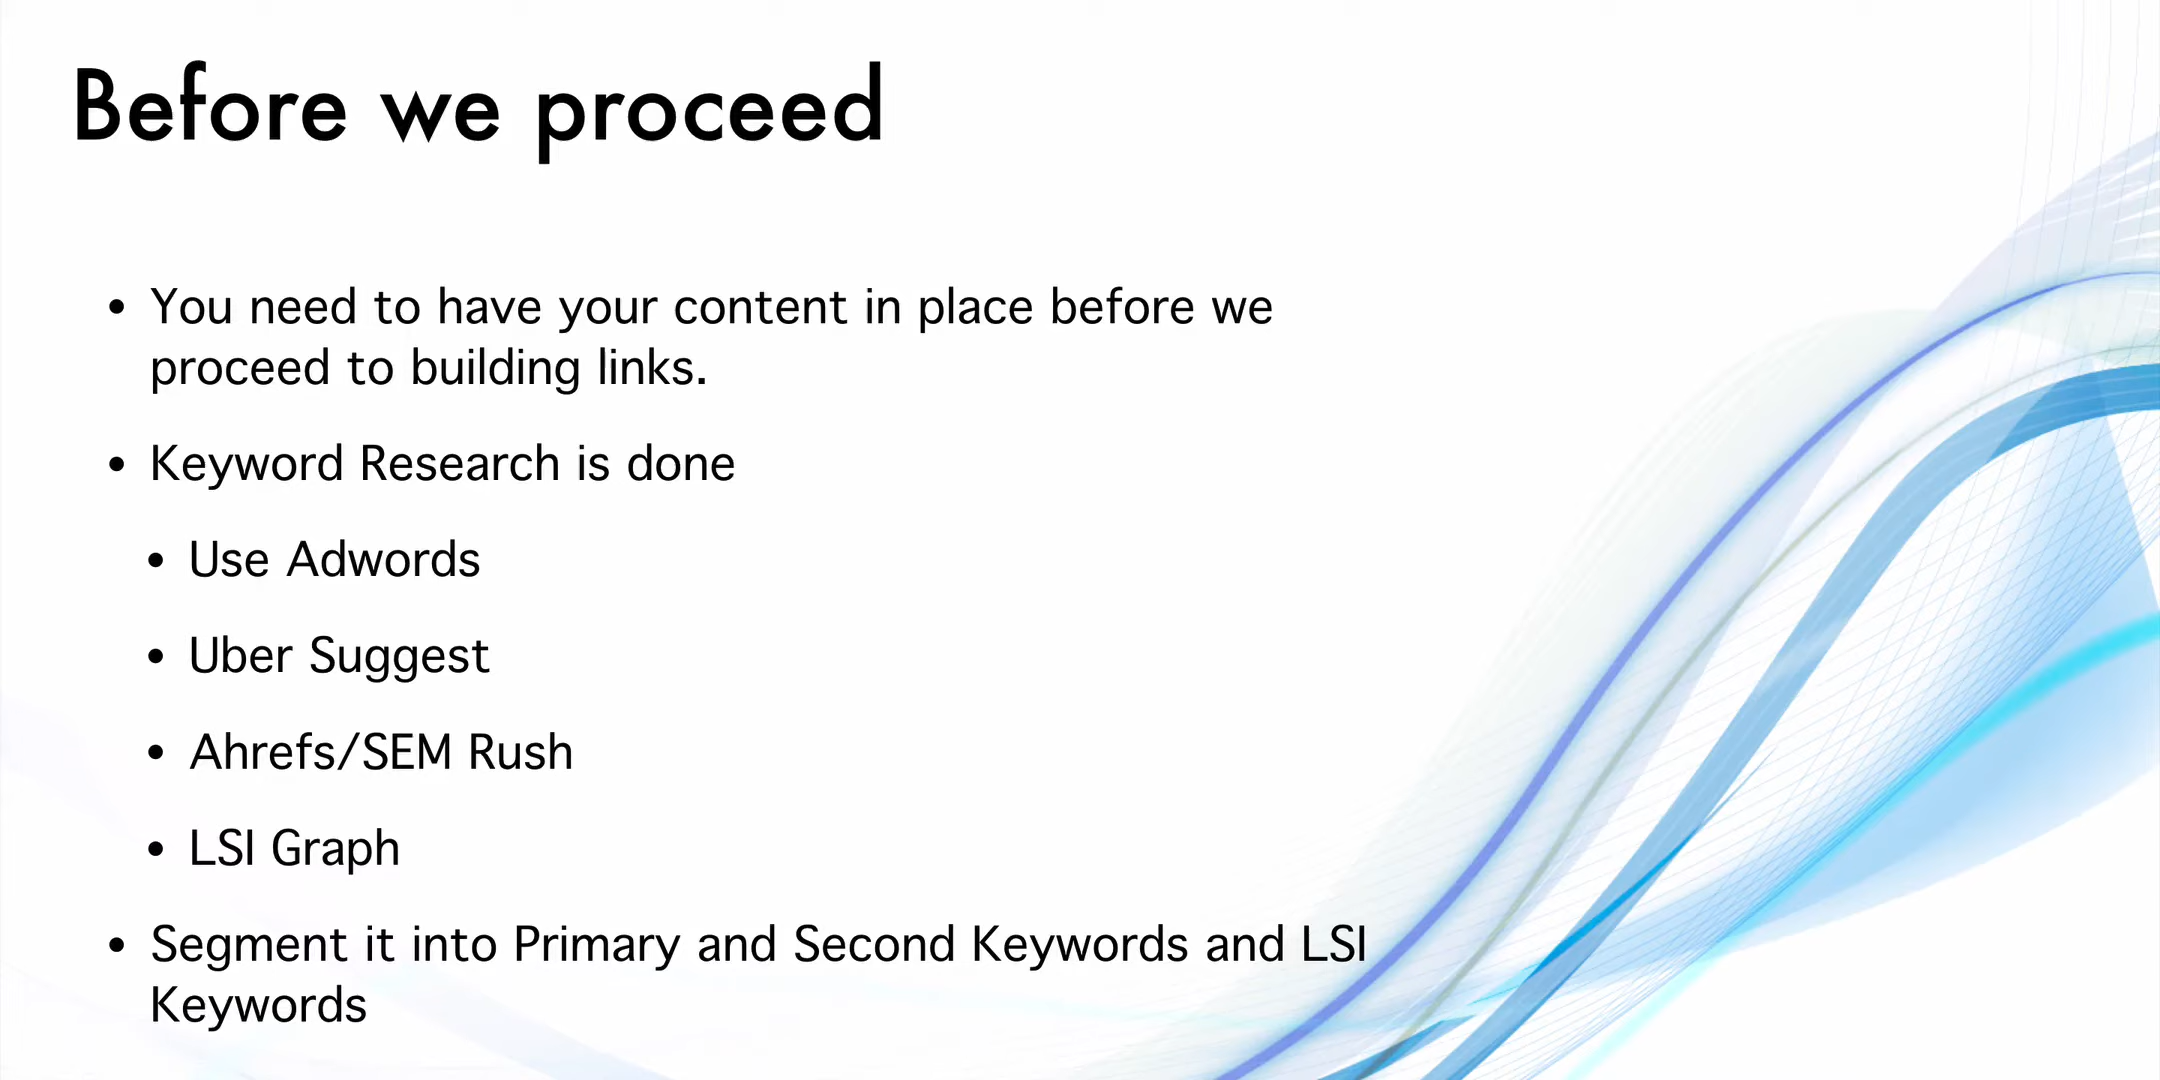 Before we proceed
• You need to have your content in place before we
proceed to building links.
• Keyword Research is done
• Use Adwords
• Uber Suggest
• Ahrefs/SEM Rush
• LSI Graph
• Segment it into Primary and Second Keywords and LSI
Keywords